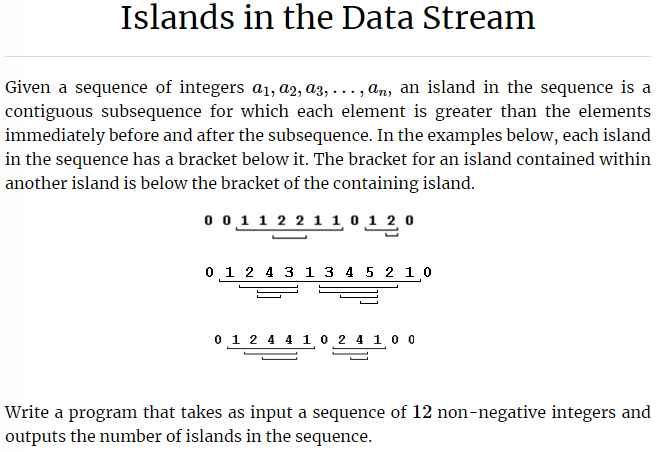 Islands in the Data Stream
Given a sequence of integers a1, a2, a3, . . . , an, an island in the sequence is a
contiguous subsequence for which each element is greater than the elements
immediately before and after the subsequence. In the examples below, each island
in the sequence has a bracket below it. The bracket for an island contained within
another island is below the bracket of the containing island.
0 0 1 1 2 2 1 1 0 1 2 0
0 1 2 4 3 1 3 4 5 2 1 0
0 1 2 4 4 1 0 2 4 1 0 0
Write a program that takes as input a sequence of 12 non-negative integers and
outputs the number of islands in the sequence.